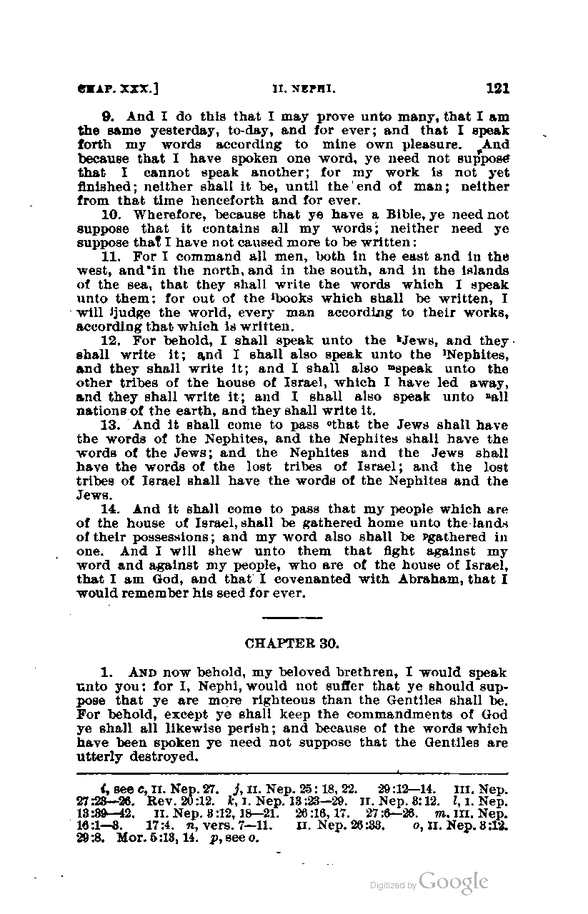 CHAP. XXX.] II. NEPHI. 121
9. And I do this that I may prove unto many, that I am
the same yesterday, to-day, and for ever; and that I speak
forth my words according to mine own pleasure. And
because that I have spoken one word, ye need not suppose
that I cannot speak another; for my work is not yet
finished; neither shall it be, until the end of man; neither
from that time henceforth and for ever.
10. Wherefore, because that ye have a Bible, ye need not
suppose that it contains all my words; neither need ye
suppose that I have not caused more to be written:
11. For I command all men, both in the east and in the
west, and in the north, and in the south, and in the islands
of the sea, that they shall write the words which I speak
unto them: for out of the ⁱbooks which shall be written, I
will ʲjudge the world, every man according to their works,
according that which is written.
12. For behold, I shall speak unto the ᵏJews, and they
shall write it; and I shall also speak unto the ˡNephites,
and they shall write it; and I shall also ᵐspeak unto the
other tribes of the house of Israel, which I have led away,
and they shall write it; and I shall also speak unto ⁿall
nations of the earth, and they shall write it.
13. And it shall come to pass ᵒthat the Jews shall have
the words of the Nephites, and the Nephites shall have the
words of the Jews; and the Nephites and the Jews shall
have the words of the lost tribes of Israel; and the lost
tribes of Israel shall have the words of the Nephites and the
Jews.
14. And it shall come to pass that my people which are
of the house of Israel, shall be gathered home unto the lands
of their possessions; and my word also shall be ᵖgathered in
one. And I will shew unto them that fight against my
word and against my people, who are of the house of Israel,
that I am God, and that I covenanted with Abraham, that I
would remember his seed for ever.
CHAPTER 30.
1. AND now behold, my beloved brethren, I would speak
unto you: for I, Nephi, would not suffer that ye should sup-
pose that ye are more righteous than the Gentiles shall be.
For behold, except ye shall keep the commandments of God
ye shall all likewise perish; and because of the words which
have been spoken ye need not suppose that the Gentiles are
utterly destroyed.
i, see c, II. Nep. 27. j, II. Nep. 25:18, 22. 29:12—14. III. Nep.
27:23—26. Rev. 20:12. k, I. Nep. 13:23—29. II. Nep. 3:12. l, I. Nep.
13:39—42. II. Nep. 3:12, 18—21. 26:16, 17. 27:6—26. m, III. Nep.
16:1—3. 17:4. n, vers. 7—11. II. Nep. 26:33. o, II. Nep. 3:12.
29:8. Mor. 5:13, 14. p, see o.
Digitized by Google